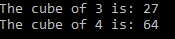 The cube of 3 is: 27
The cube of 4 is: 64